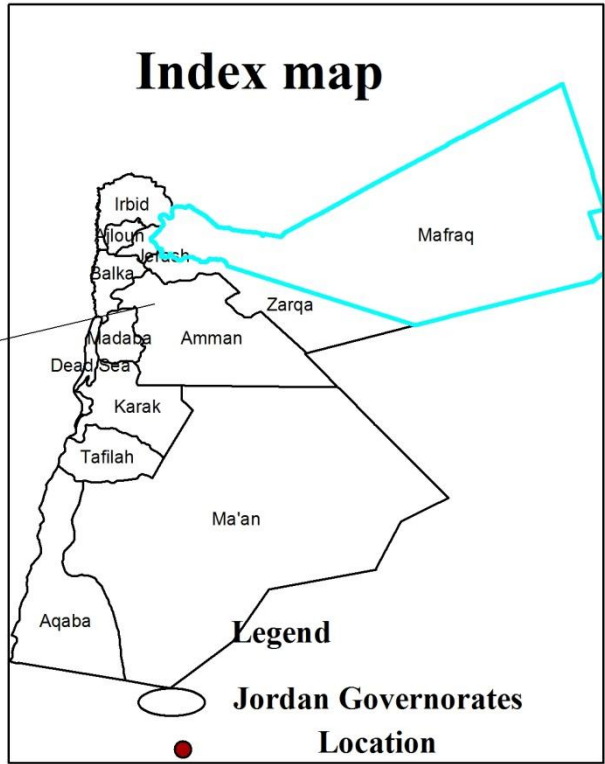 Index map
Irbid
Ajloun
Jerash
Mafraq
Balka
Zarqa
Madaba
Amman
Dead Sea
Karak
Tafilah
Ma'an
Aqaba
Legend
Jordan Governorates
Location